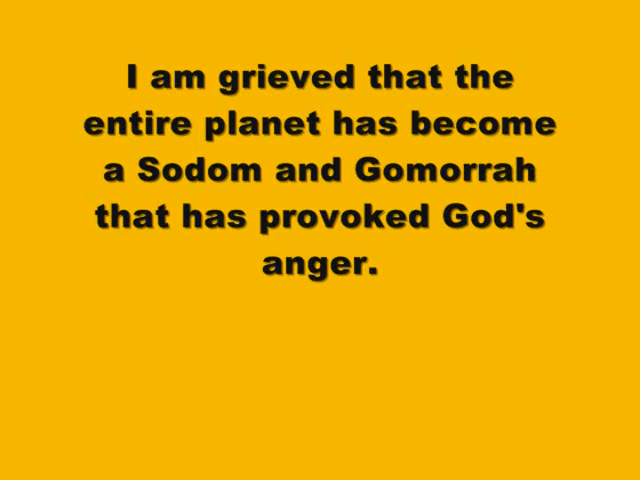 I am grieved that the
entire planet has become
a Sodom and Gomorrah
that has provoked God's
anger.